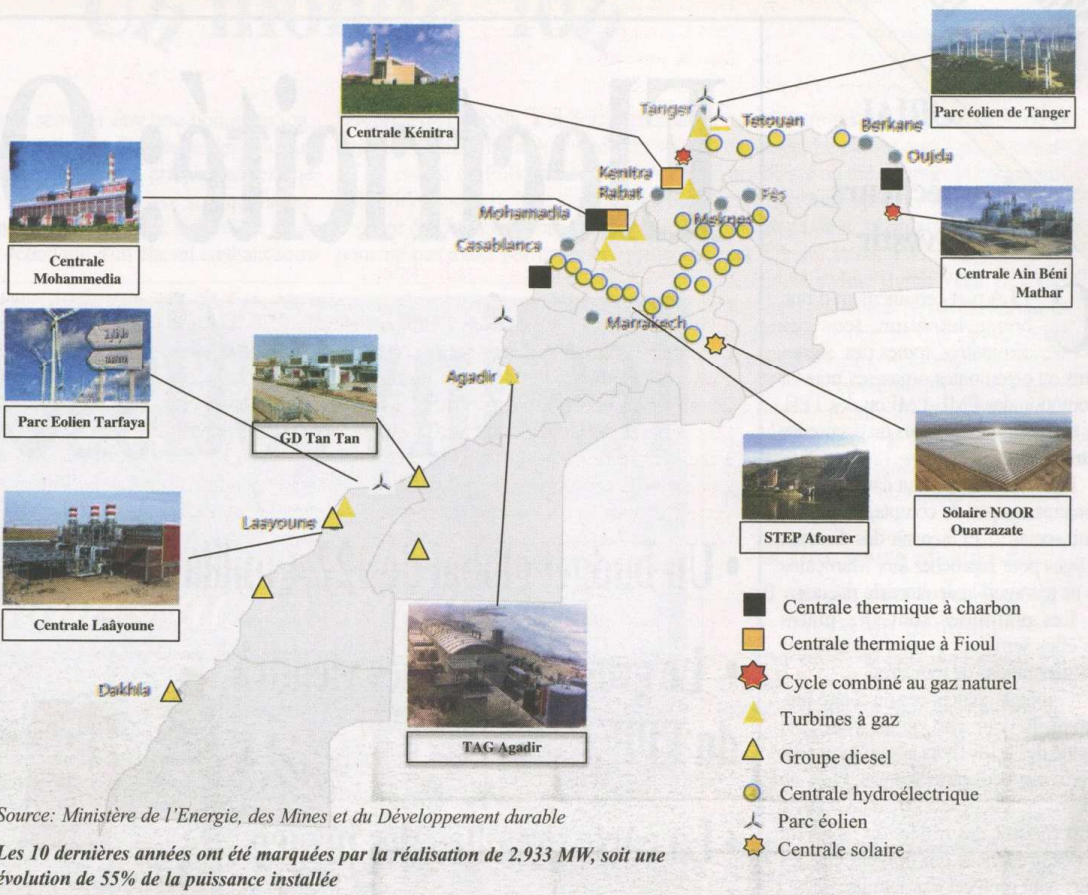 Centrale Kénitra
Parc éolien de Tanger
Tanger
Tetouan
Berkane
Oujda
Kenitra
Rabat
Fès
Mohamadia
Meknes
Casablanca
Centrale
Mohammedia
Centrale Ain Béni
Mathar
Marrakech
Agadir
TARFAYA
Parc Eolien Tarfaya
GD Tan Tan
STEP Afourer
Solaire NOOR
Ouarzazate
Laayoune
Centrale Laâyoune
Dakhla
TAG Agadir
Centrale thermique à charbon
Centrale thermique à Fioul
Cycle combiné au gaz naturel
Turbines à gaz
Groupe diesel
Centrale hydroélectrique
Parc éolien
Centrale solaire
Source: Ministère de l'Energie, des Mines et du Développement durable
Les 10 dernières années ont été marquées par la réalisation de 2.933 MW, soit une
évolution de 55% de la puissance installée